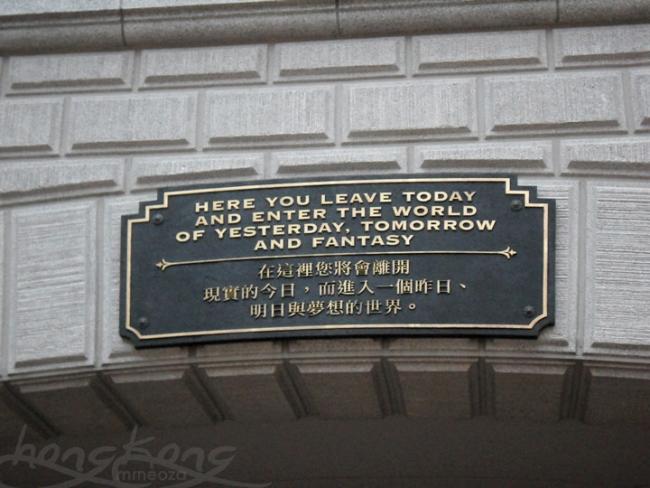 HERE YOU LEAVE TODAY
AND ENTER THE WORLD
OF YESTERDAY, TOMORROW
AND FANTASY
在這裡您將會離開
現實的今日，而進入一個昨日、
明日與夢想的世界。
hongkong
mmeoza